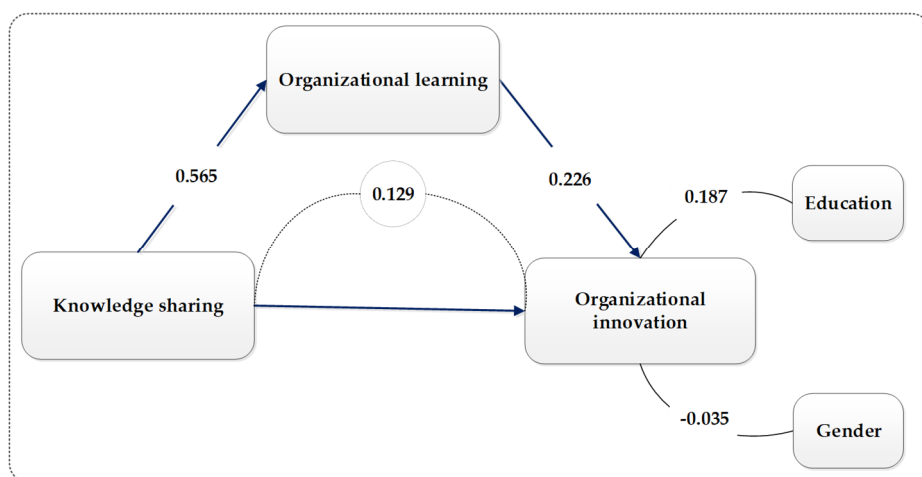 Organizational learning
0.565
0.226
0.129
0.187
Education
Knowledge sharing
Organizational
innovation
-0.035
Gender